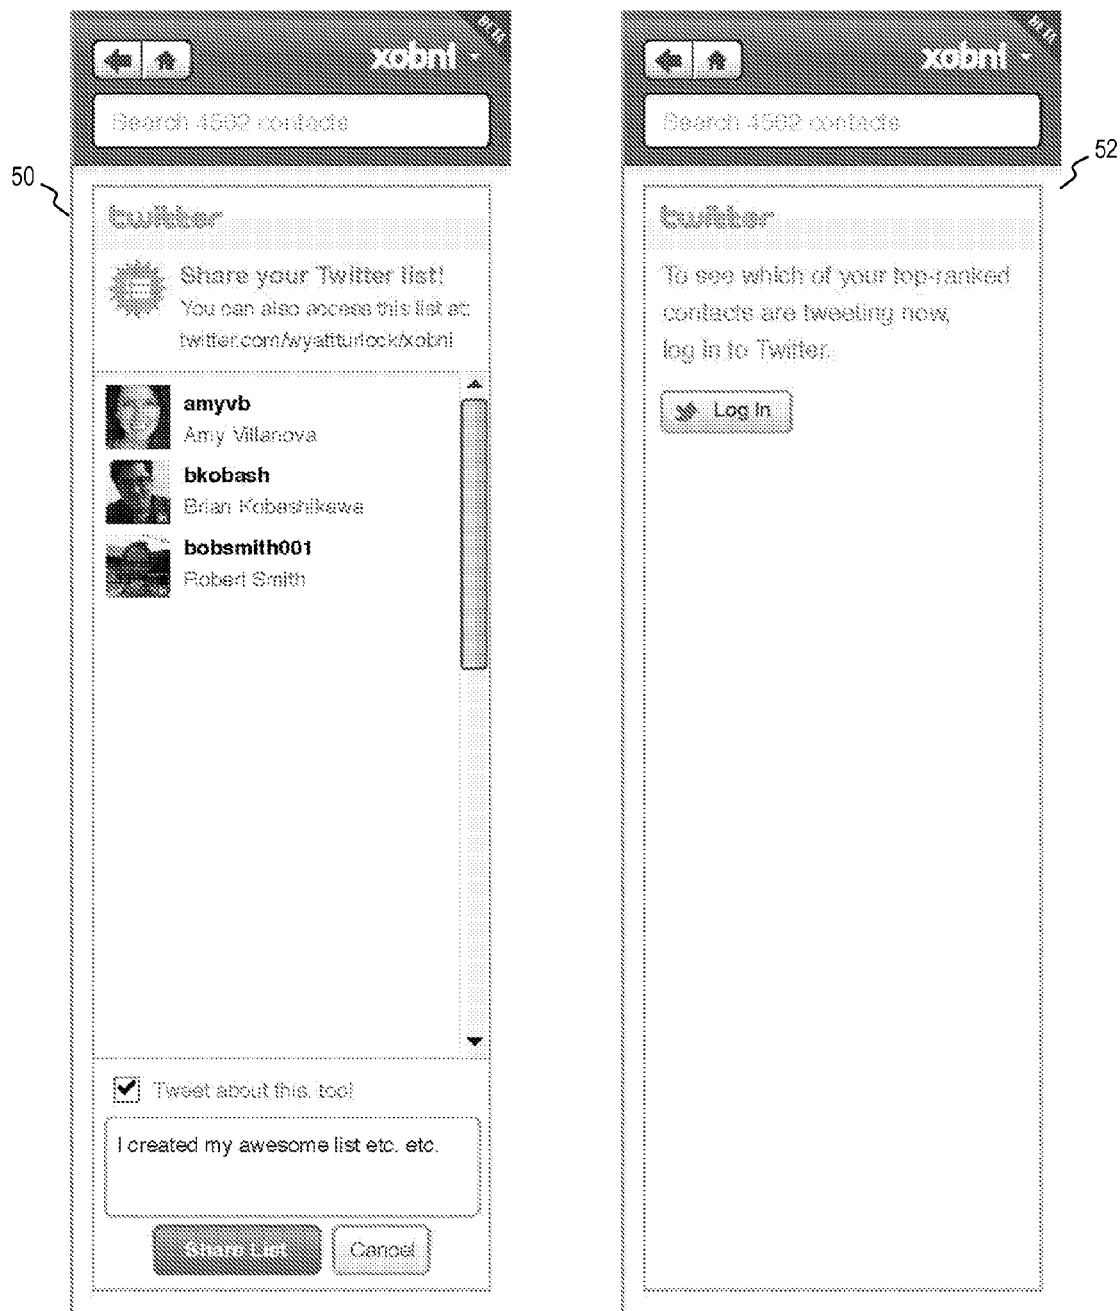 BETA
xobni
Search 4502 contacts
50
twitter
Share your Twitter list!
You can also access this list at:
twitter.com/wyattturlock/xobni
amyvb
Amy Villanova
bkobash
Brian Kobashikawa
bobsmith001
Robert Smith
Tweet about this, too!
I created my awesome list etc. etc.
Share List
Cancel
BETA
xobni
Search 4502 contacts
52
twitter
To see which of your top-ranked
contacts are tweeting now,
log in to Twitter.
Log In